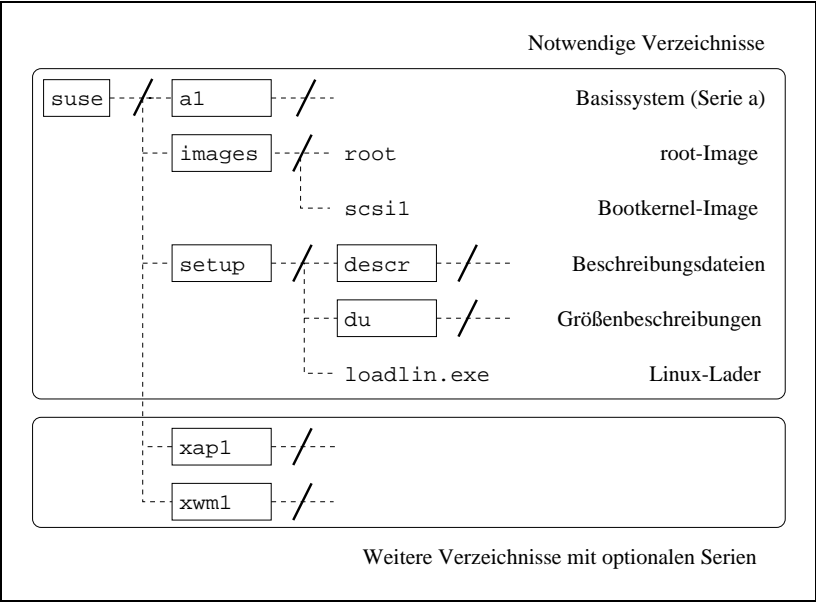 Notwendige Verzeichnisse
suse a1 Basissystem (Serie a)
images root root-Image
scsi1 Bootkernel-Image
setup descr Beschreibungsdateien
du Größenbeschreibungen
loadlin.exe Linux-Lader
xap1
xwm1
Weitere Verzeichnisse mit optionalen Serien